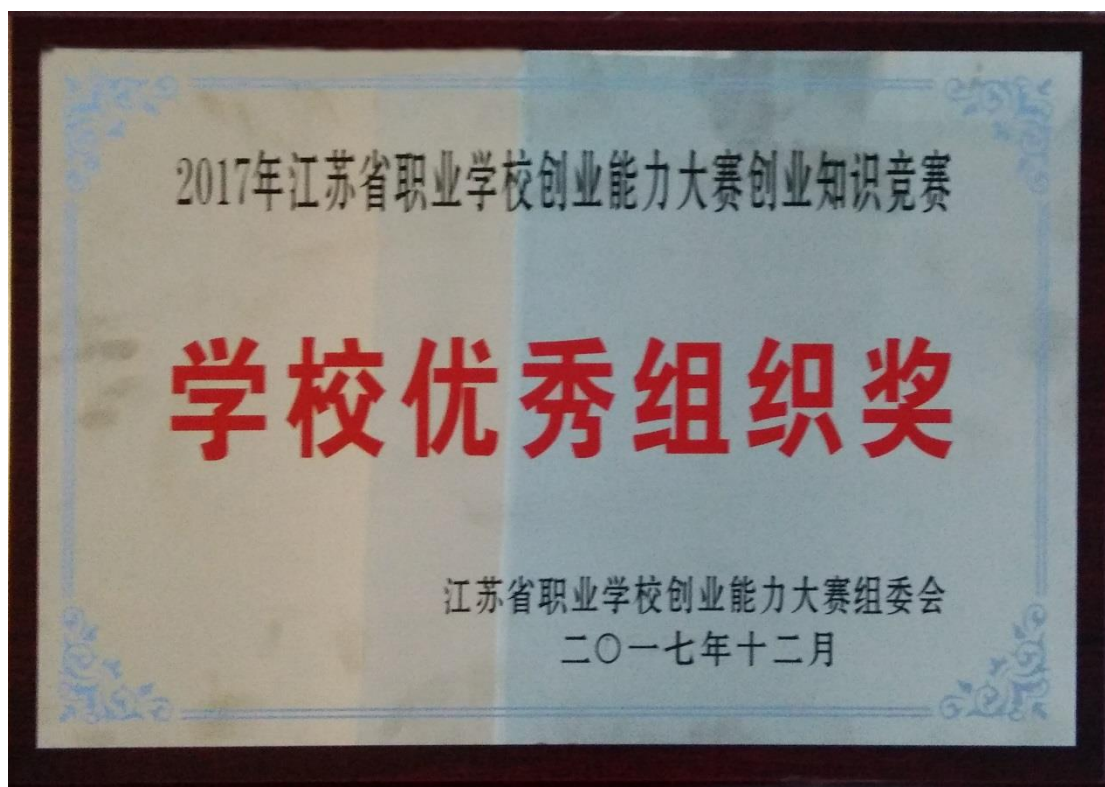 2017年江苏省职业学校创业能力大赛创业知识竞赛
学校优秀组织奖
江苏省职业学校创业能力大赛组委会
二〇一七年十二月